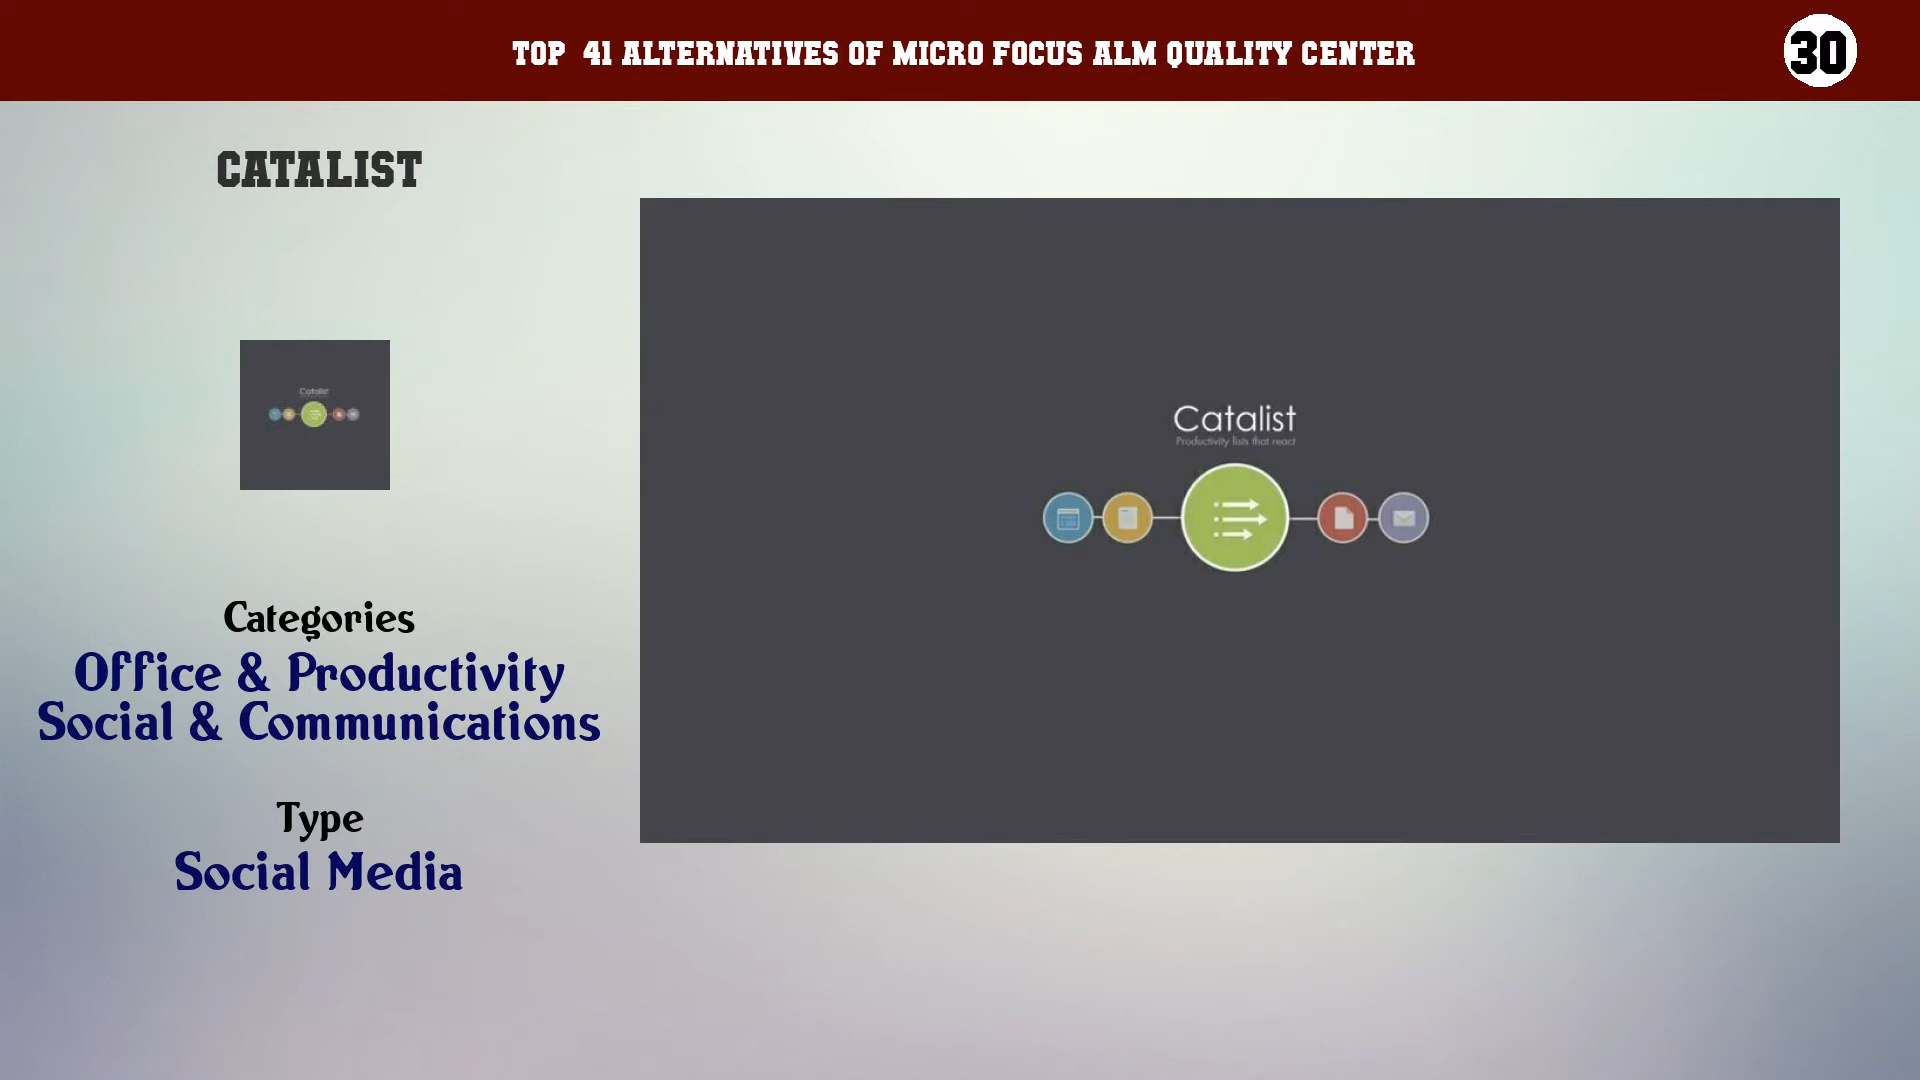 TOP 41 ALTERNATIVES OF MICRO FOCUS ALM QUALITY CENTER
30
CATALIST
Catalist
Catalist
Productivity lists that react
Categories
Office & Productivity
Social & Communications
Type
Social Media